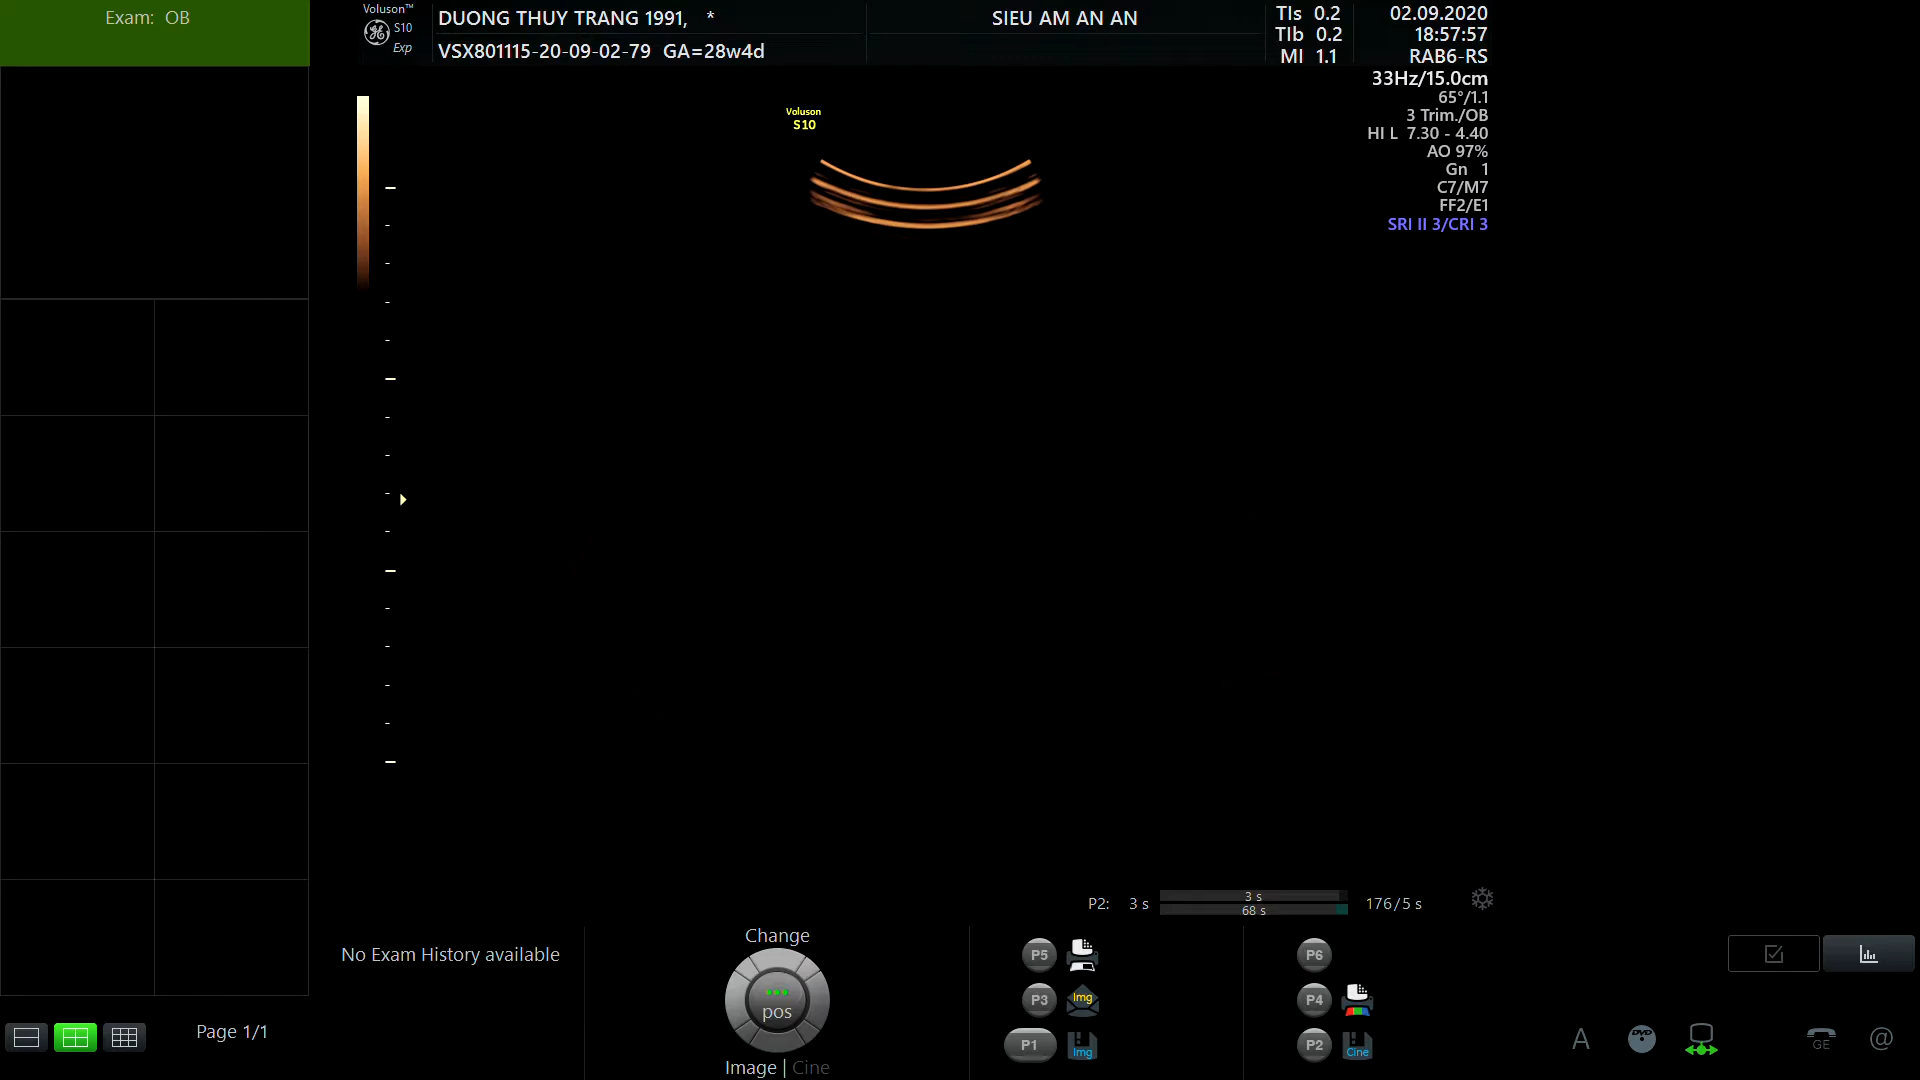 Exam: OB
Voluson™
S10
Exp
DUONG THUY TRANG 1991, *
VSX801115-20-09-02-79 GA=28w4d
SIEU AM AN AN
TIs 0.2
TIb 0.2
MI 1.1
02.09.2020
18:57:57
RAB6-RS
33Hz/15.0cm
65°/1.1
3 Trim./OB
HI L 7.30 - 4.40
AO 97%
Gn 1
C7/M7
FF2/E1
SRI II 3/CRI 3
Voluson
S10
P2: 3 s
3 s
68 s
176/5 s
No Exam History available
Change
pos
Image | Cine
P5
P3 Img
P1 Img
P6
P4
P2 Cine
Page 1/1
A
DVD
GE
@